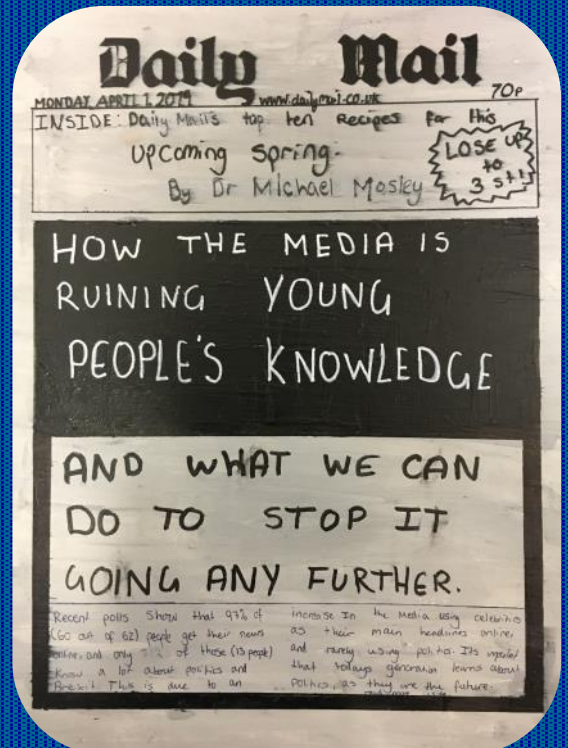 Daily Mail
MONDAY, APRIL 1, 2019 www.dailymail.co.uk 70p
INSIDE: Daily Mail's top ten Recipes for this
upcoming spring.
By Dr Michael Mosley
LOSE UP
to
3 st!!
HOW THE MEDIA IS
RUINING YOUNG
PEOPLE'S KNOWLEDGE
AND WHAT WE CAN
DO TO STOP IT
GOING ANY FURTHER.
Recent polls Show that 97% of
(60 out of 62) people get their news
online, and only of those (13 people)
know a lot about politics and
Brexit. This is due to an
increase In the Media using celebrities
as their main headlines online,
and rarely using politics. Its
that todays generation learns about
politics, as they are the future.